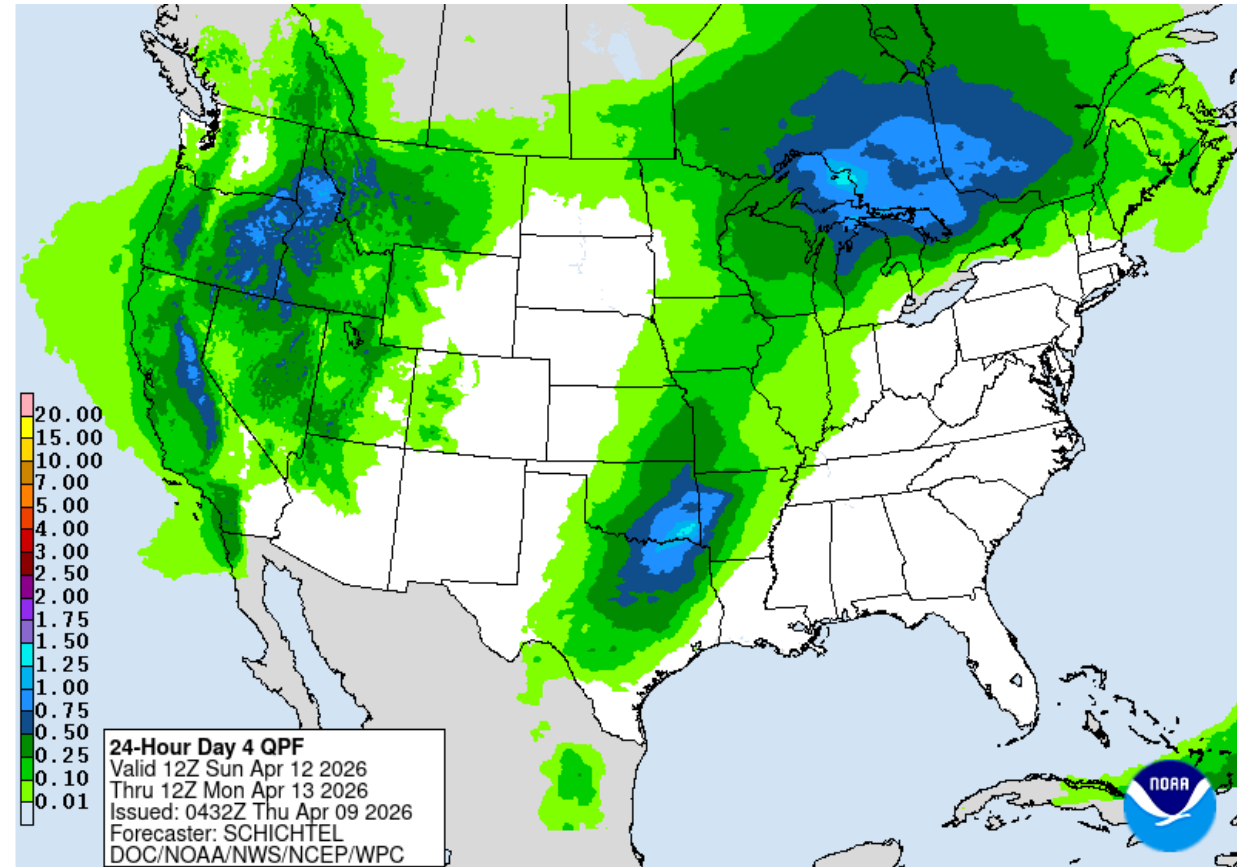 20.00
15.00
10.00
7.00
5.00
4.00
3.00
2.50
2.00
1.75
1.50
1.25
1.00
0.75
0.50
0.25
0.10
0.01
24-Hour Day 4 QPF
Valid 12Z Sun Apr 12 2026
Thru 12Z Mon Apr 13 2026
Issued: 0432Z Thu Apr 09 2026
Forecaster: SCHICHTEL
DOC/NOAA/NWS/NCEP/WPC
NOAA